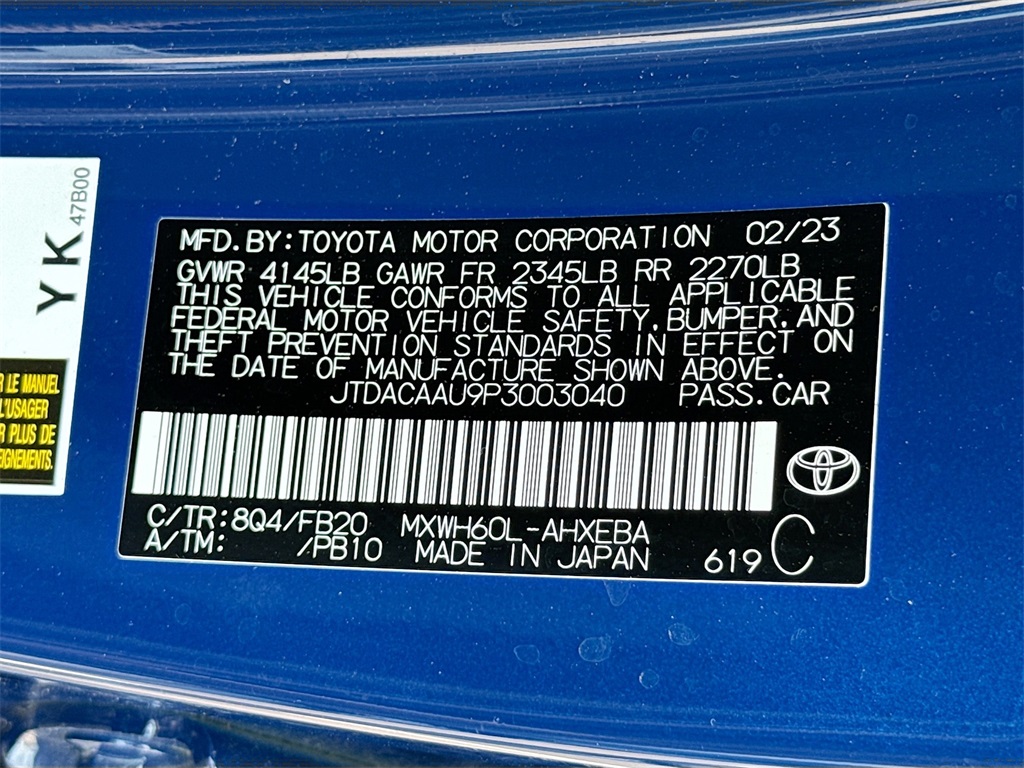 YK
47B00
R LE MANUEL
L'USAGER
R PLUS DE
EIGNEMENTS.
MFD.BY:TOYOTA MOTOR CORPORATION 02/23
GVWR 4145LB GAWR FR 2345LB RR 2270LB
THIS VEHICLE CONFORMS TO ALL APPLICABLE
FEDERAL MOTOR VEHICLE SAFETY,BUMPER,AND
THEFT PREVENTION STANDARDS IN EFFECT ON
THE DATE OF MANUFACTURE SHOWN ABOVE.
JTDACAAU9P3003040 PASS.CAR
C/TR:8Q4/FB20 MXWH60L-AHXEBA
A/TM: /PB10 MADE IN JAPAN 619 C